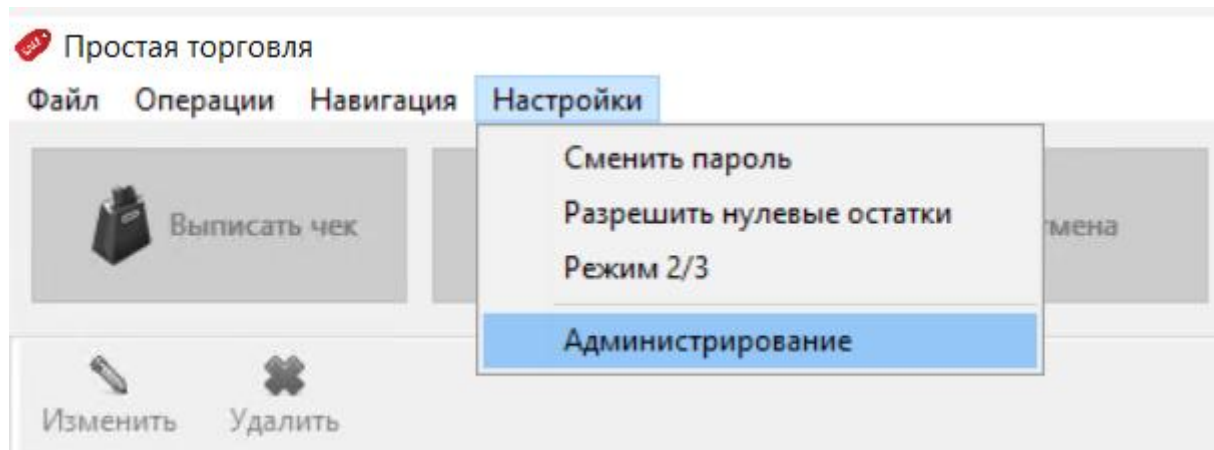 Простая торговля
Файл Операции Навигация Настройки
Сменить пароль
Разрешить нулевые остатки
Режим 2/3
Администрирование
Выписать чек
Изменить Удалить